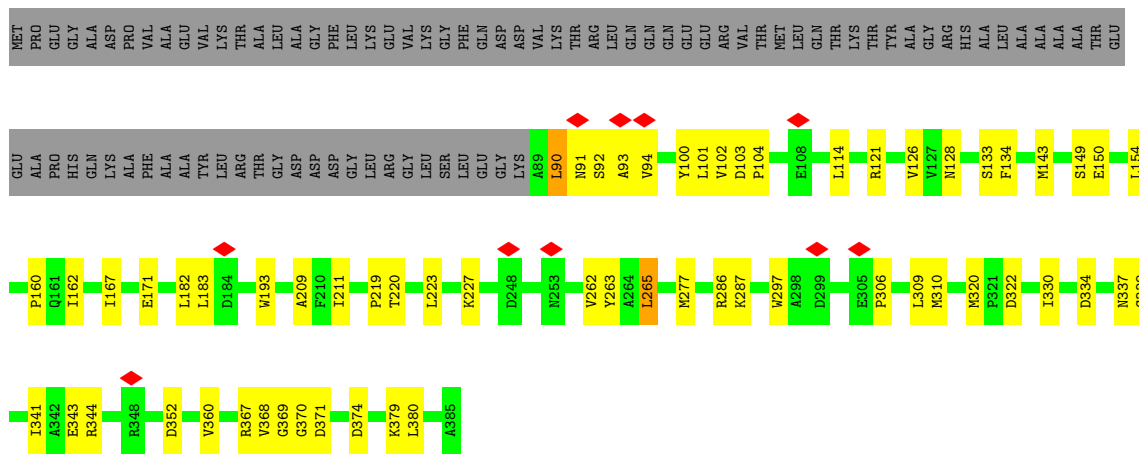 MET PRO GLU GLY ALA ASP PRO VAL ALA GLU VAL LYS THR ALA LEU ALA GLY PHE LEU LYS GLU VAL LYS GLY PHE GLN ASP ASP VAL LYS THR ARG LEU GLN GLN GLN GLU GLU ARG VAL THR MET LEU GLN THR LYS THR TYR ALA GLY ARG HIS ALA LEU ALA ALA ALA ALA THR GLU
GLU ALA PRO HIS GLN LYS ALA PHE ALA ALA TYR LEU ARG THR GLY ASP ASP ASP GLY LEU ARG GLY LEU SER LEU GLU GLY LYS A89 L90 N91 S92 A93 V94 Y100 L101 V102 D103 P104 E108 L114 R121 V126 V127 N128 S133 F134 M143 S149 E150 L154
P160 Q161 I162 I167 E171 L182 L183 D184 W193 A209 F210 I211 P219 T220 L223 K227 D248 N253 V262 Y263 A264 L265 M277 R286 K287 W297 A298 D299 E305 P306 L309 M310 M320 P321 D322 I330 D334 N337
I341 A342 E343 R344 R348 D352 V360 R367 V368 G369 G370 D371 D374 K379 L380 A385